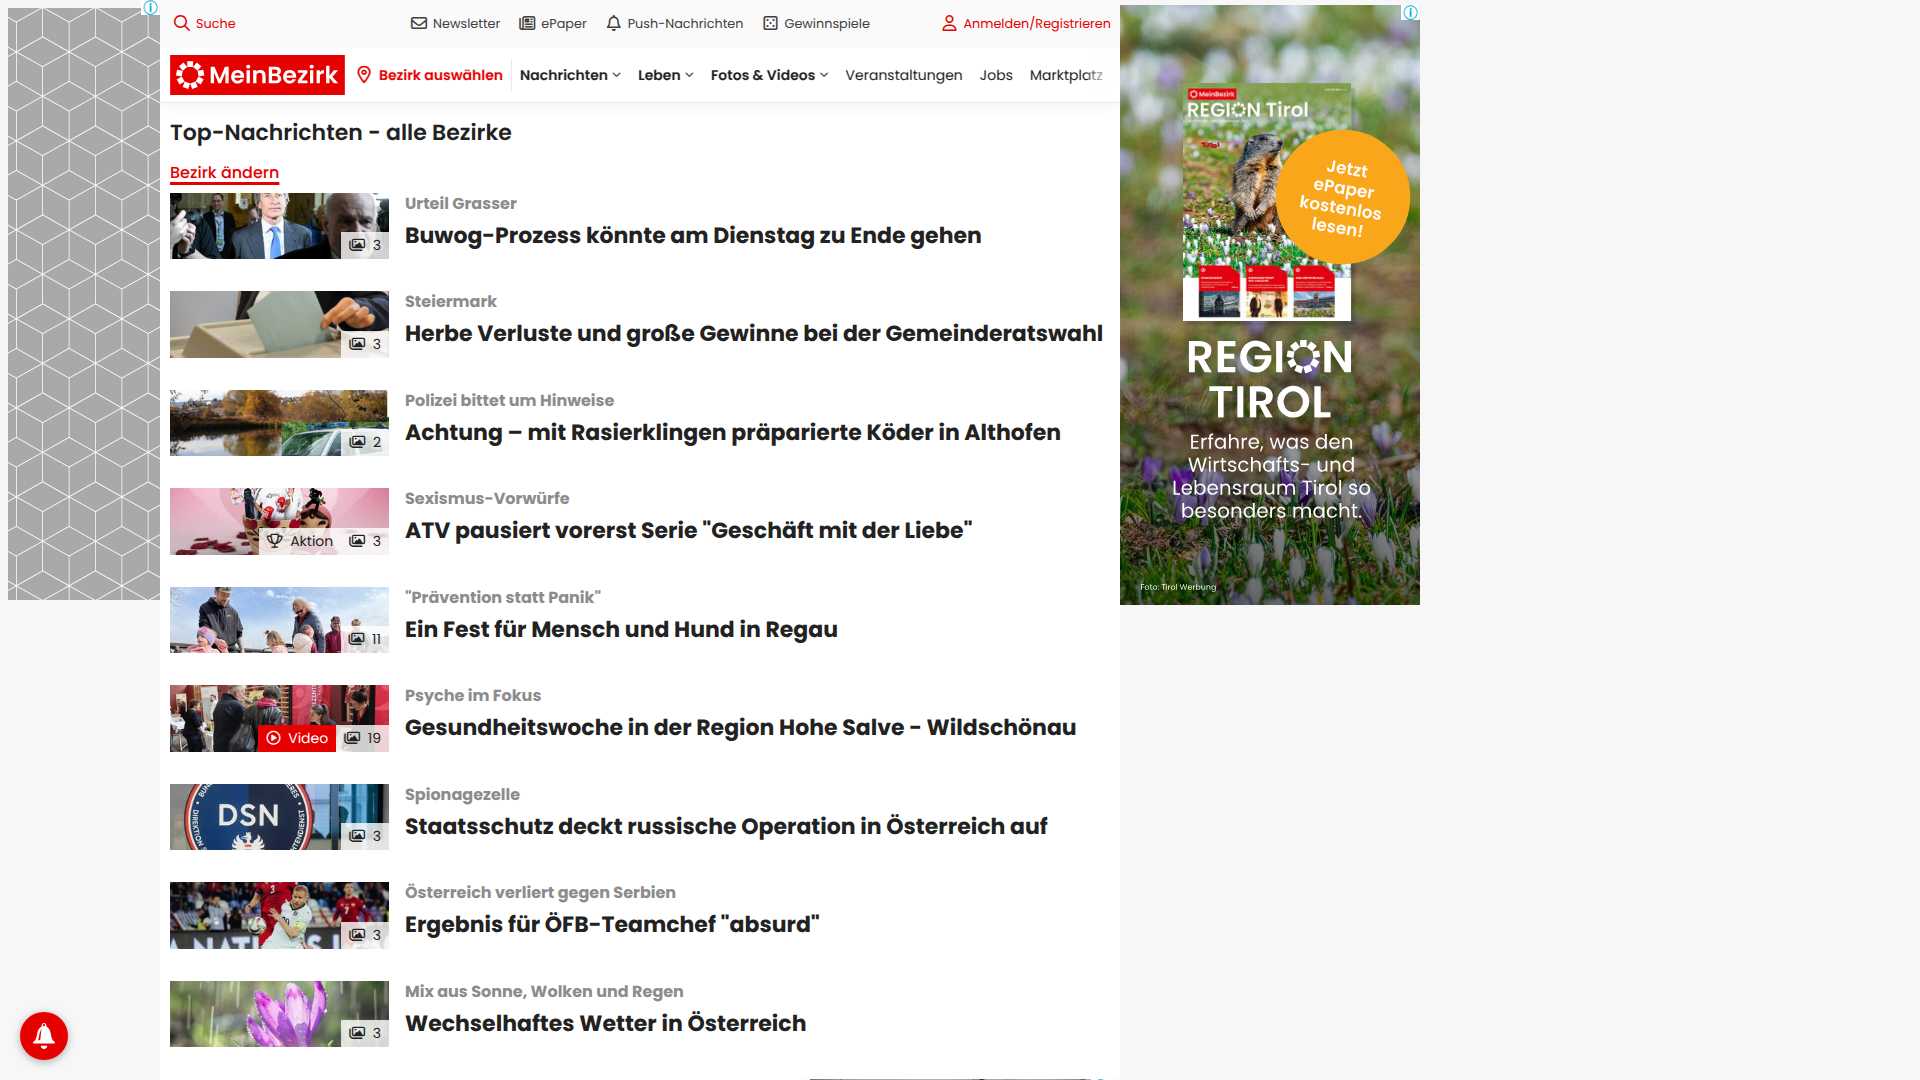 Suche
Newsletter
ePaper
Push-Nachrichten
Gewinnspiele
Anmelden/Registrieren
MeinBezirk
Bezirk auswählen
Nachrichten
Leben
Fotos & Videos
Veranstaltungen
Jobs
Marktplatz
Top-Nachrichten - alle Bezirke
Bezirk ändern
3
Urteil Grasser
Buwog-Prozess könnte am Dienstag zu Ende gehen
3
Steiermark
Herbe Verluste und große Gewinne bei der Gemeinderatswahl
2
Polizei bittet um Hinweise
Achtung – mit Rasierklingen präparierte Köder in Althofen
Aktion 3
Sexismus-Vorwürfe
ATV pausiert vorerst Serie "Geschäft mit der Liebe"
11
"Prävention statt Panik"
Ein Fest für Mensch und Hund in Regau
Video 19
Psyche im Fokus
Gesundheitswoche in der Region Hohe Salve - Wildschönau
DSN
3
Spionagezelle
Staatsschutz deckt russische Operation in Österreich auf
3
Österreich verliert gegen Serbien
Ergebnis für ÖFB-Teamchef "absurd"
3
Mix aus Sonne, Wolken und Regen
Wechselhaftes Wetter in Österreich
MeinBezirk
REGION Tirol
Jetzt
ePaper
kostenlos
lesen!
REGION
TIROL
Erfahre, was den
Wirtschafts- und
Lebensraum Tirol so
besonders macht.
Foto: Tirol Werbung